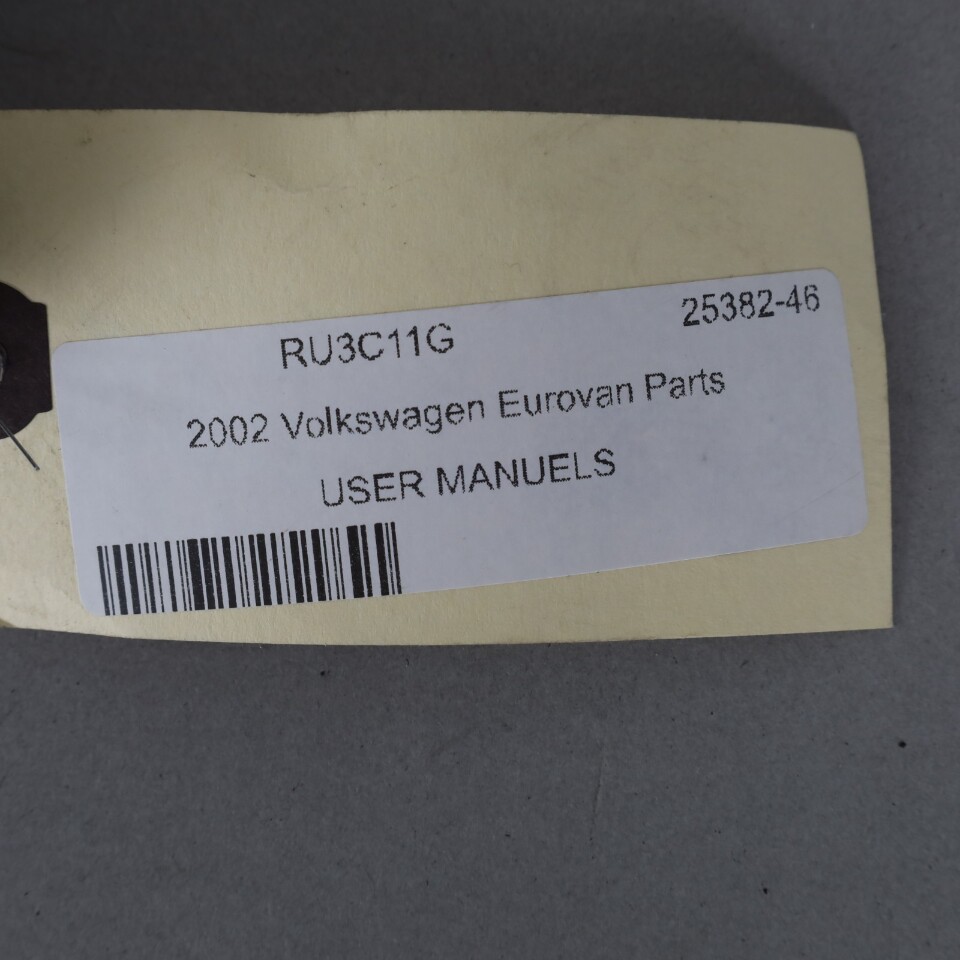 RU3C11G 25382-46
2002 Volkswagen Eurovan Parts
USER MANUELS